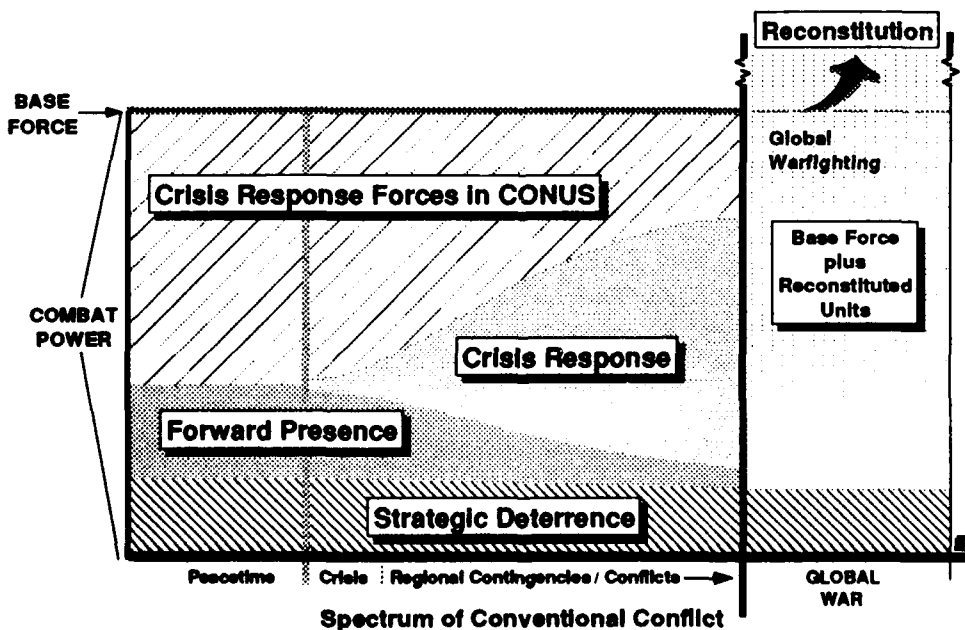 Reconstitution
BASE
FORCE
Global
Warfighting
Crisis Response Forces in CONUS
Base Force
plus
Reconstituted
Units
COMBAT
POWER
Crisis Response
Forward Presence
Strategic Deterrence
Peacetime
Crisis
Regional Contingencies / Conflicts
GLOBAL
WAR
Spectrum of Conventional Conflict